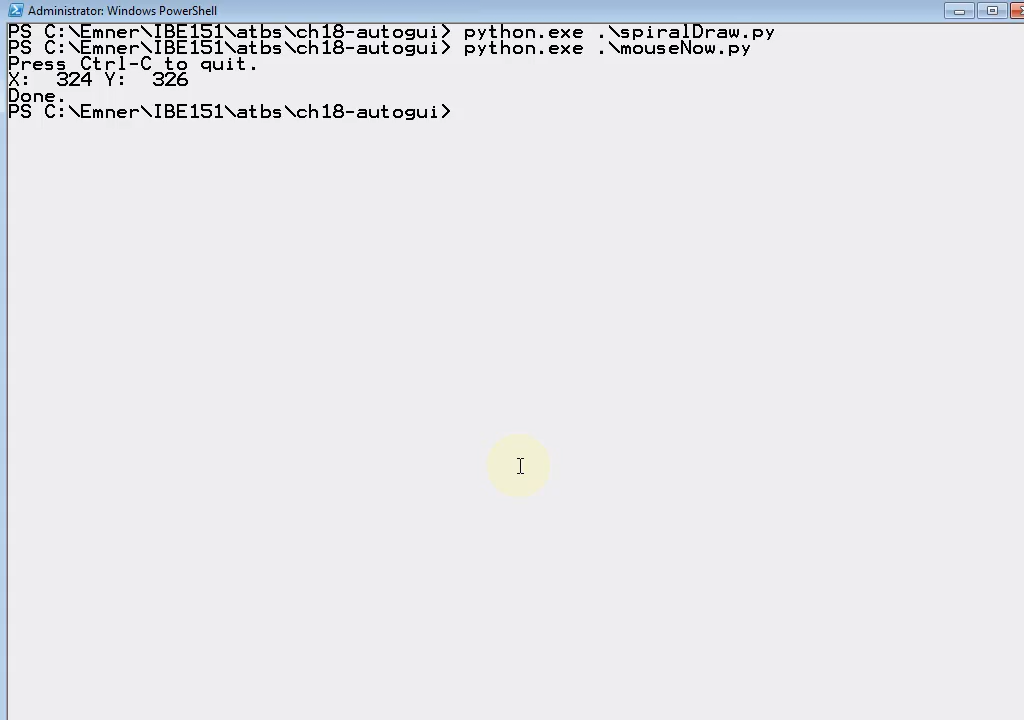 Administrator: Windows PowerShell
PS C:\Emner\IBE151\atbs\ch18-autogui> python.exe .\spiralDraw.py
PS C:\Emner\IBE151\atbs\ch18-autogui> python.exe .\mouseNow.py
Press Ctrl-C to quit.
X:  324 Y:  326
Done.
PS C:\Emner\IBE151\atbs\ch18-autogui>